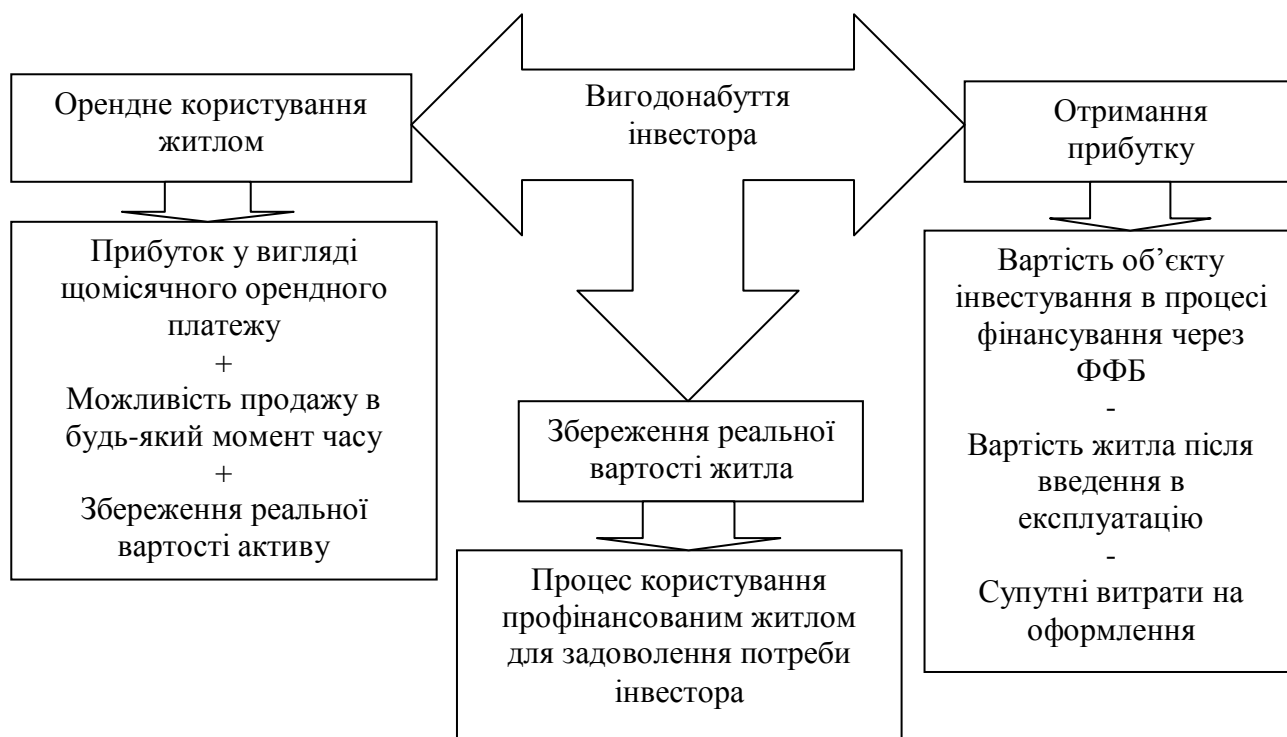 Вигодонабуття
інвестора
Орендне користування
житлом
Отримання
прибутку
Прибуток у вигляді
щомісячного орендного
платежу
+
Можливість продажу в
будь-який момент часу
+
Збереження реальної
вартості активу
Збереження реальної
вартості житла
Процес користування
профінансованим житлом
для задоволення потреби
інвестора
Вартість об’єкту
інвестування в процесі
фінансування через
ФФБ
-
Вартість житла після
введення в
експлуатацію
-
Супутні витрати на
оформлення